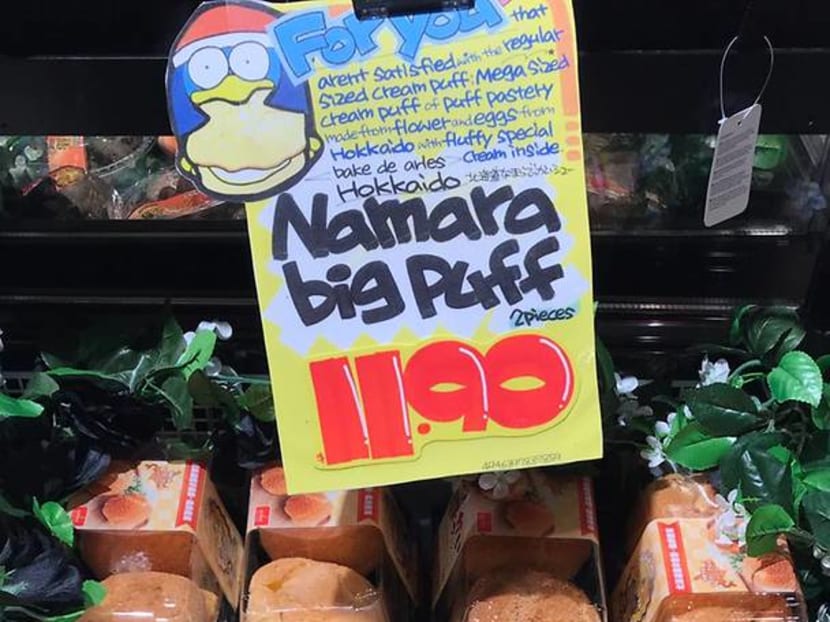 For you that
arent satisfied with the regular
sized cream puff: Mega sized
cream puff of puff pastery
made from flower and eggs from
Hokkaido with fluffy special
bake de arles Cream inside.
Hokkaido
Namara
big Puff
2pieces
11.90